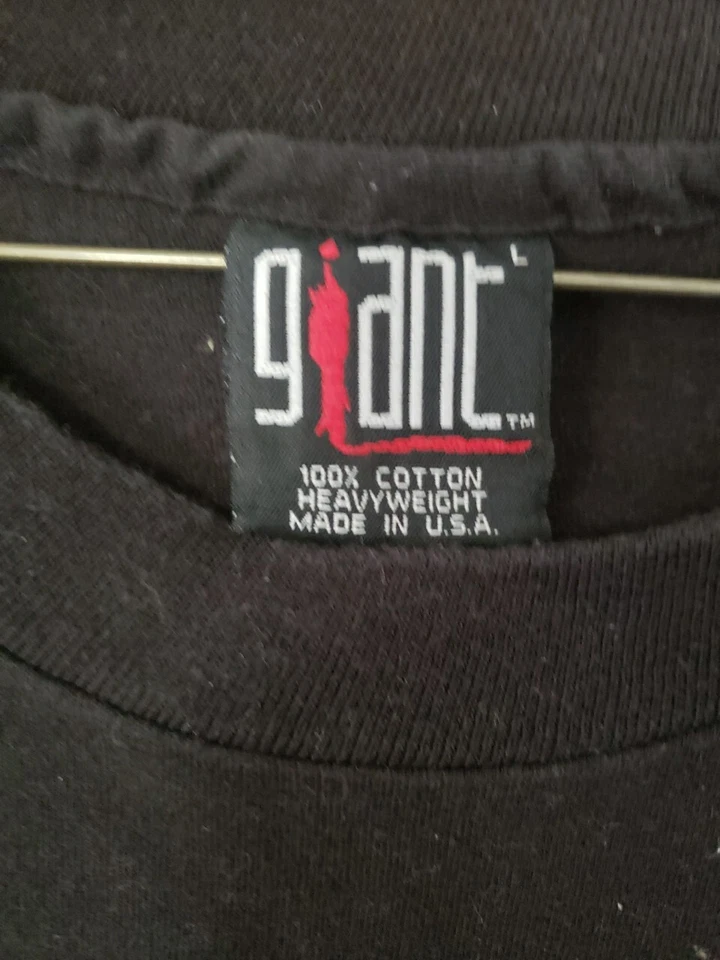 giant L
TM
100% COTTON
HEAVYWEIGHT
MADE IN U.S.A.